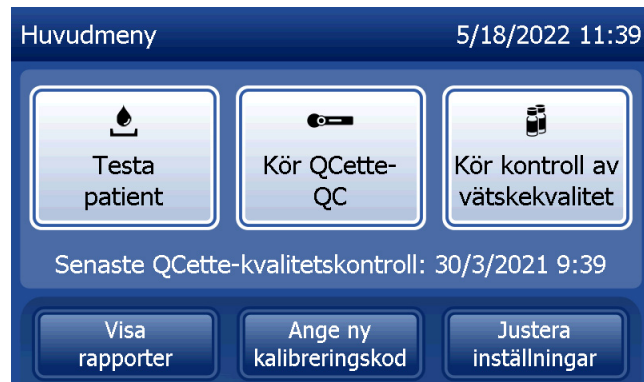 Huvudmeny 5/18/2022 11:39
Testa
patient
Kör QCette-
QC
Kör kontroll av
vätskekvalitet
Senaste QCette-kvalitetskontroll: 30/3/2021 9:39
Visa
rapporter
Ange ny
kalibreringskod
Justera
inställningar